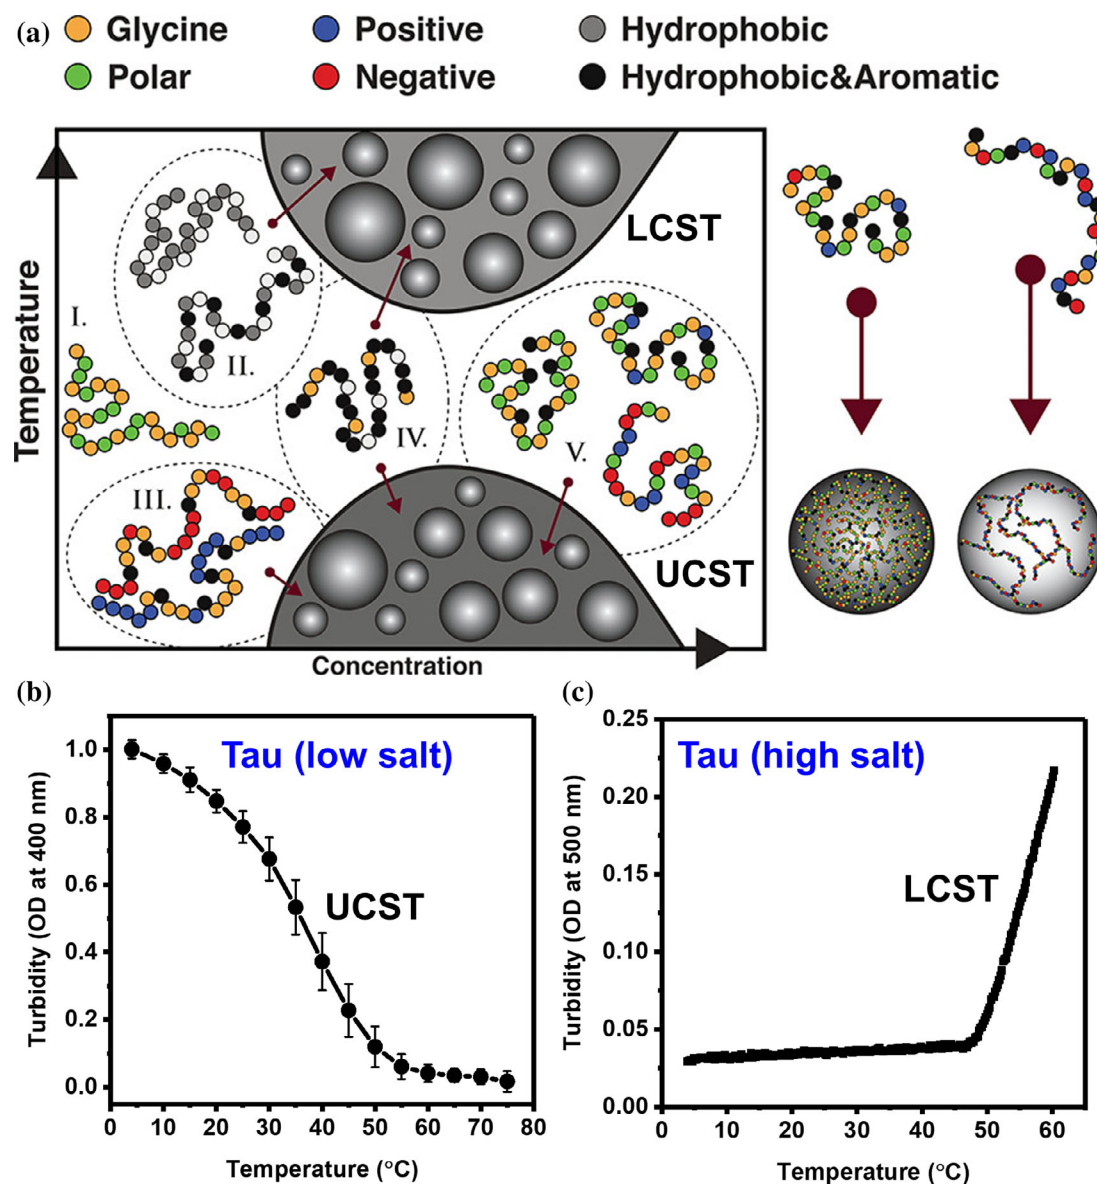 (a) Glycine Positive Hydrophobic
Polar Negative Hydrophobic&Aromatic
Temperature
LCST
I.
II.
IV.
V.
III.
UCST
Concentration
(b)
Tau (low salt)
UCST
Turbidity (OD at 400 nm)
1.0
0.8
0.6
0.4
0.2
0.0
0 10 20 30 40 50 60 70 80
Temperature (°C)
(c)
Tau (high salt)
LCST
Turbidity (OD at 500 nm)
0.25
0.20
0.15
0.10
0.05
0.00
0 10 20 30 40 50 60
Temperature (°C)